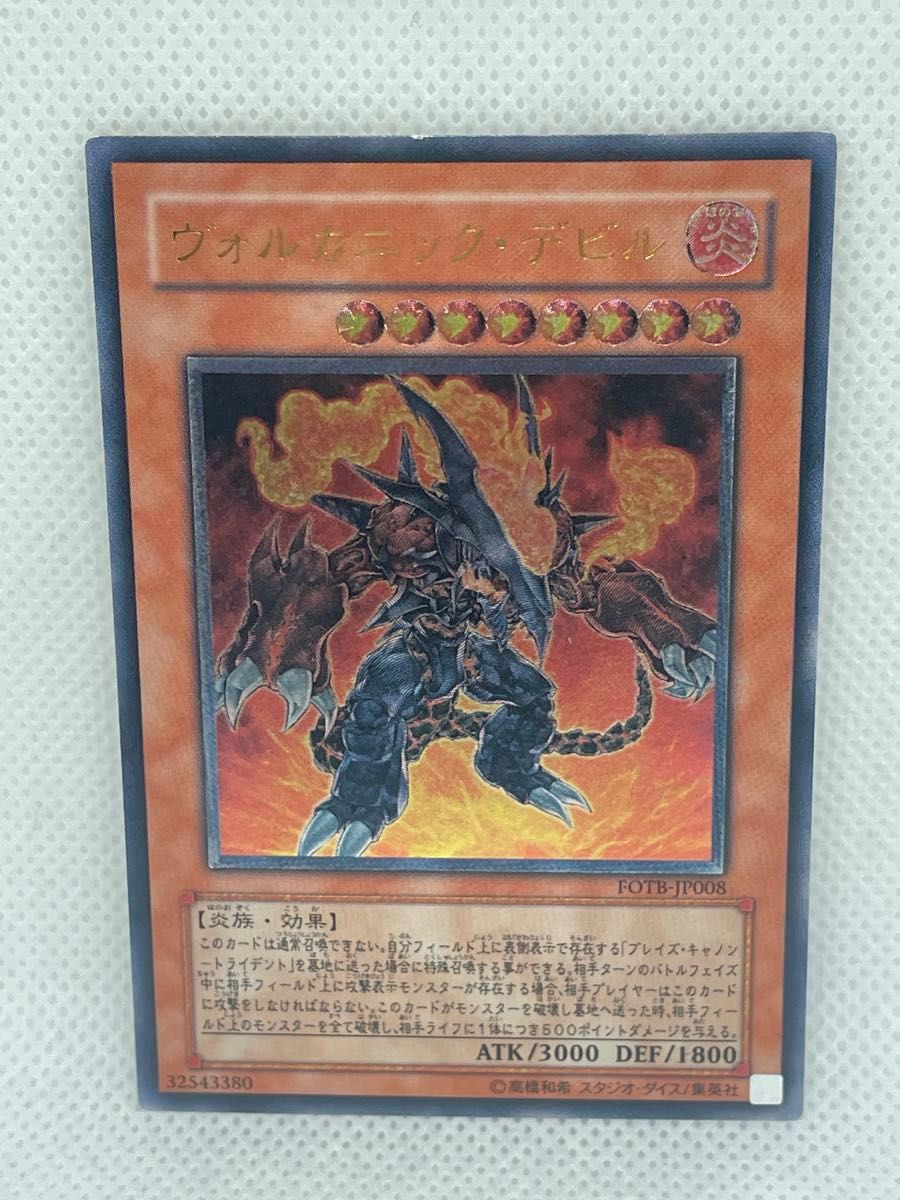 ヴォルカニック・デビル
炎
FOTB-JP008
【炎族・効果】
このカードは通常召喚できない。自分フィールド上に表側表示で存在する「ブレイズ・キャノン
ートライデント」を墓地に送った場合に特殊召喚する事ができる。相手ターンのバトルフェイズ
中に相手フィールド上に攻撃表示モンスターが存在する場合、相手プレイヤーはこのカード
に攻撃をしなければならない。このカードがモンスターを破壊し墓地へ送った時、相手フィー
ルド上のモンスターを全て破壊し、相手ライフに1体につき500ポイントダメージを与える。
ATK/3000 DEF/1800
32543380
©高橋和希 スタジオ・ダイス/集英社